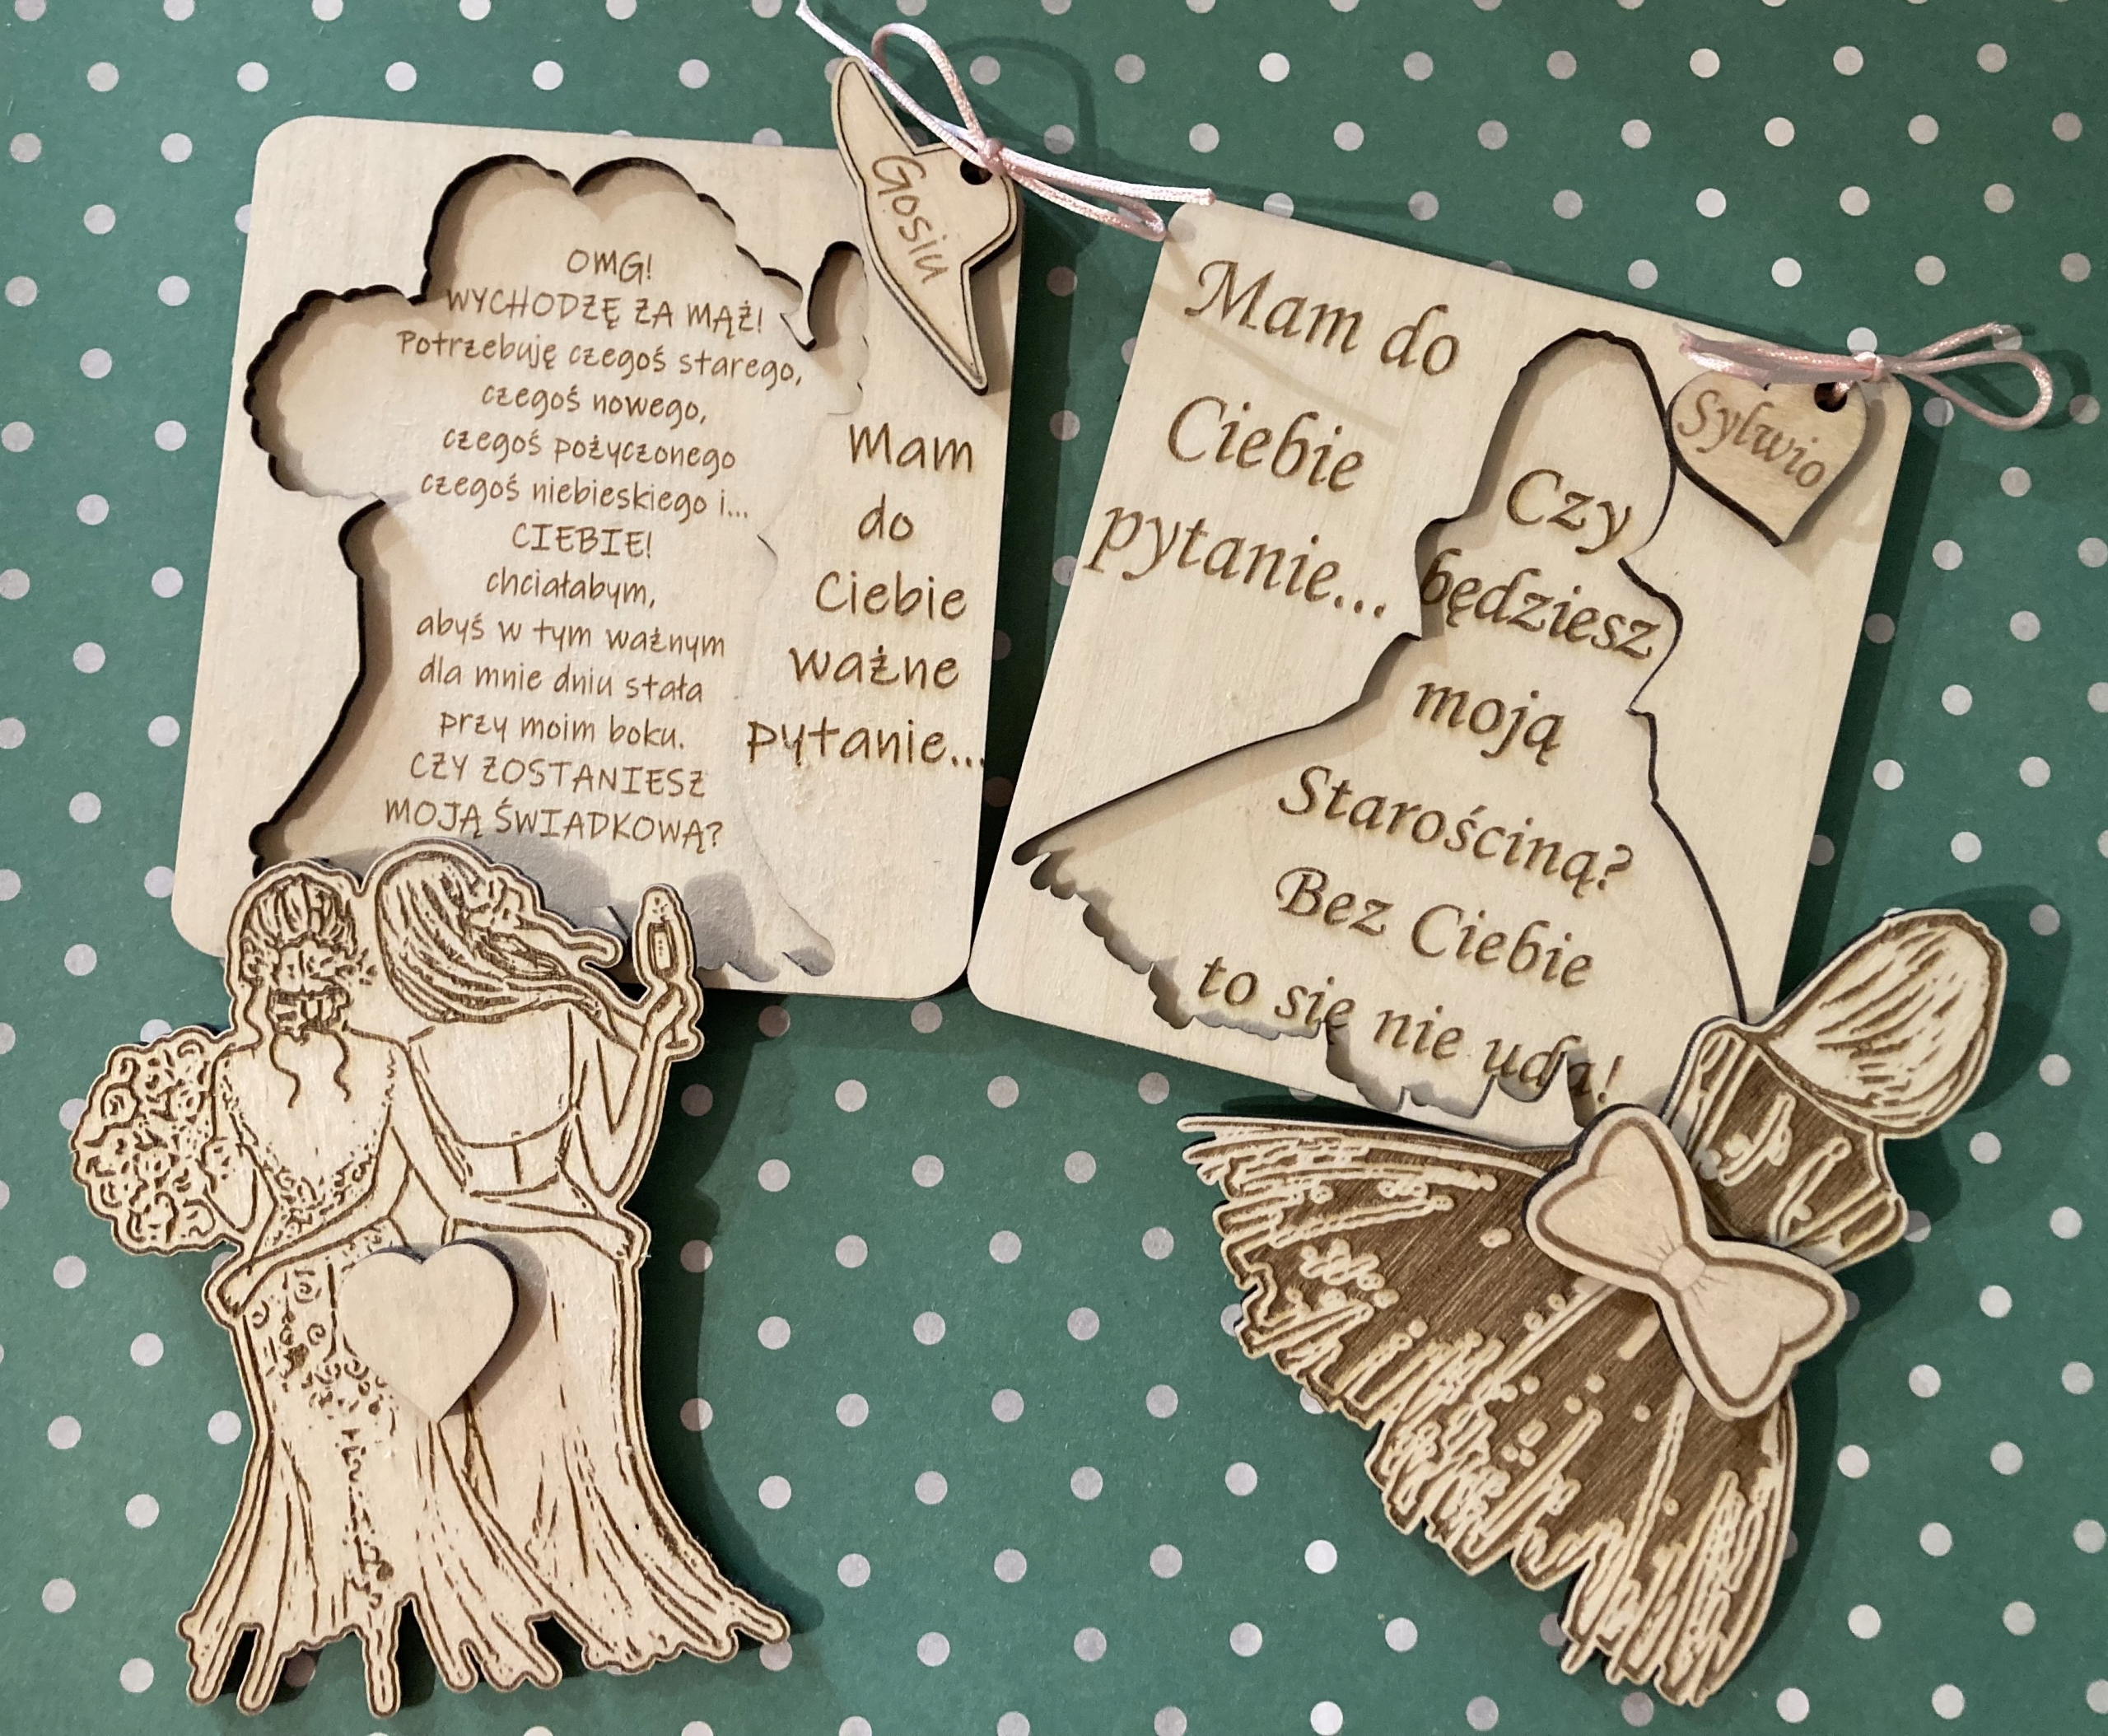 Gosiu
OMG!
WYCHODZĘ ZA MĄŻ!
Potrzebuję czegoś starego,
czegoś nowego,
czegoś pożyczonego
czegoś niebieskiego i...
CIEBIE!
chciałabym,
abyś w tym ważnym
dla mnie dniu stała
przy moim boku.
CZY ZOSTANIESZ
MOJĄ ŚWIADKOWĄ?
Mam
do
Ciebie
ważne
pytanie...
Mam do
Ciebie
pytanie...
Sylwio
Czy
będziesz
moją
Starościną?
Bez Ciebie
to się nie uda!